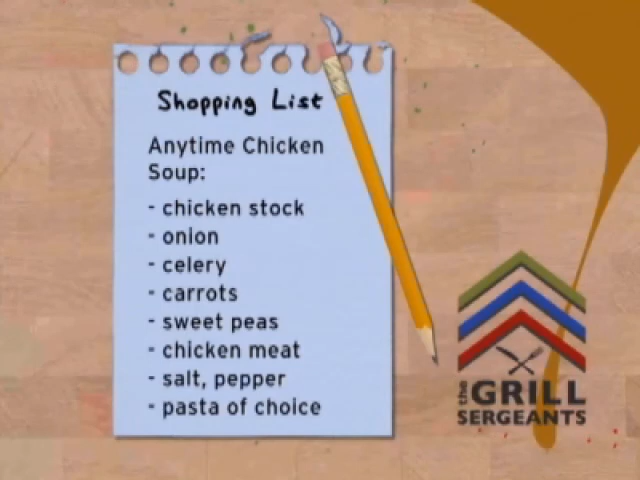 Shopping List
Anytime Chicken
Soup:
- chicken stock
- onion
- celery
- carrots
- sweet peas
- chicken meat
- salt, pepper
- pasta of choice
the GRILL
SERGEANTS